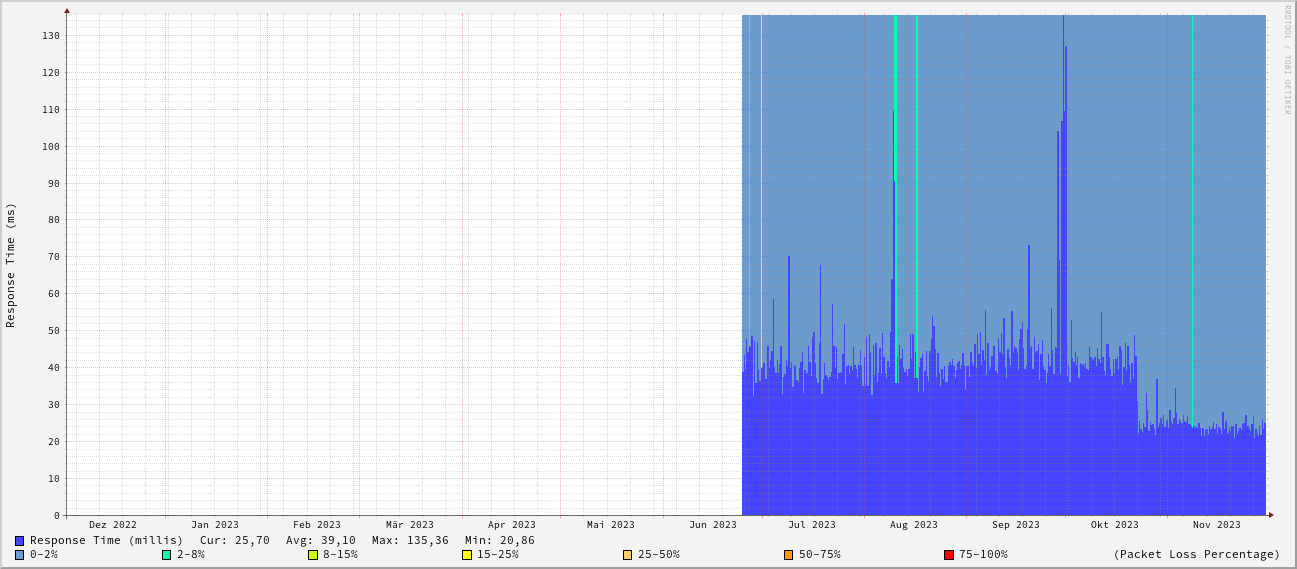 RRDTOOL / TOBI OETIKER
Response Time (ms)
130
120
110
100
90
80
70
60
50
40
30
20
10
0
Dez 2022 Jan 2023 Feb 2023 Mär 2023 Apr 2023 Mai 2023 Jun 2023 Jul 2023 Aug 2023 Sep 2023 Okt 2023 Nov 2023
Response Time (millis) Cur: 25,70 Avg: 39,10 Max: 135,36 Min: 20,86
0-2% 2-8% 8-15% 15-25% 25-50% 50-75% 75-100% (Packet Loss Percentage)